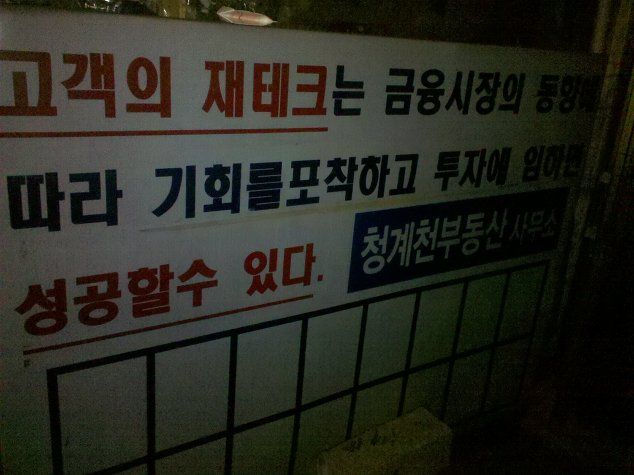 고객의 재테크는 금융시장의 동향에
따라 기회를포착하고 투자에 임하면
성공할수 있다. 청계천부동산 사무소